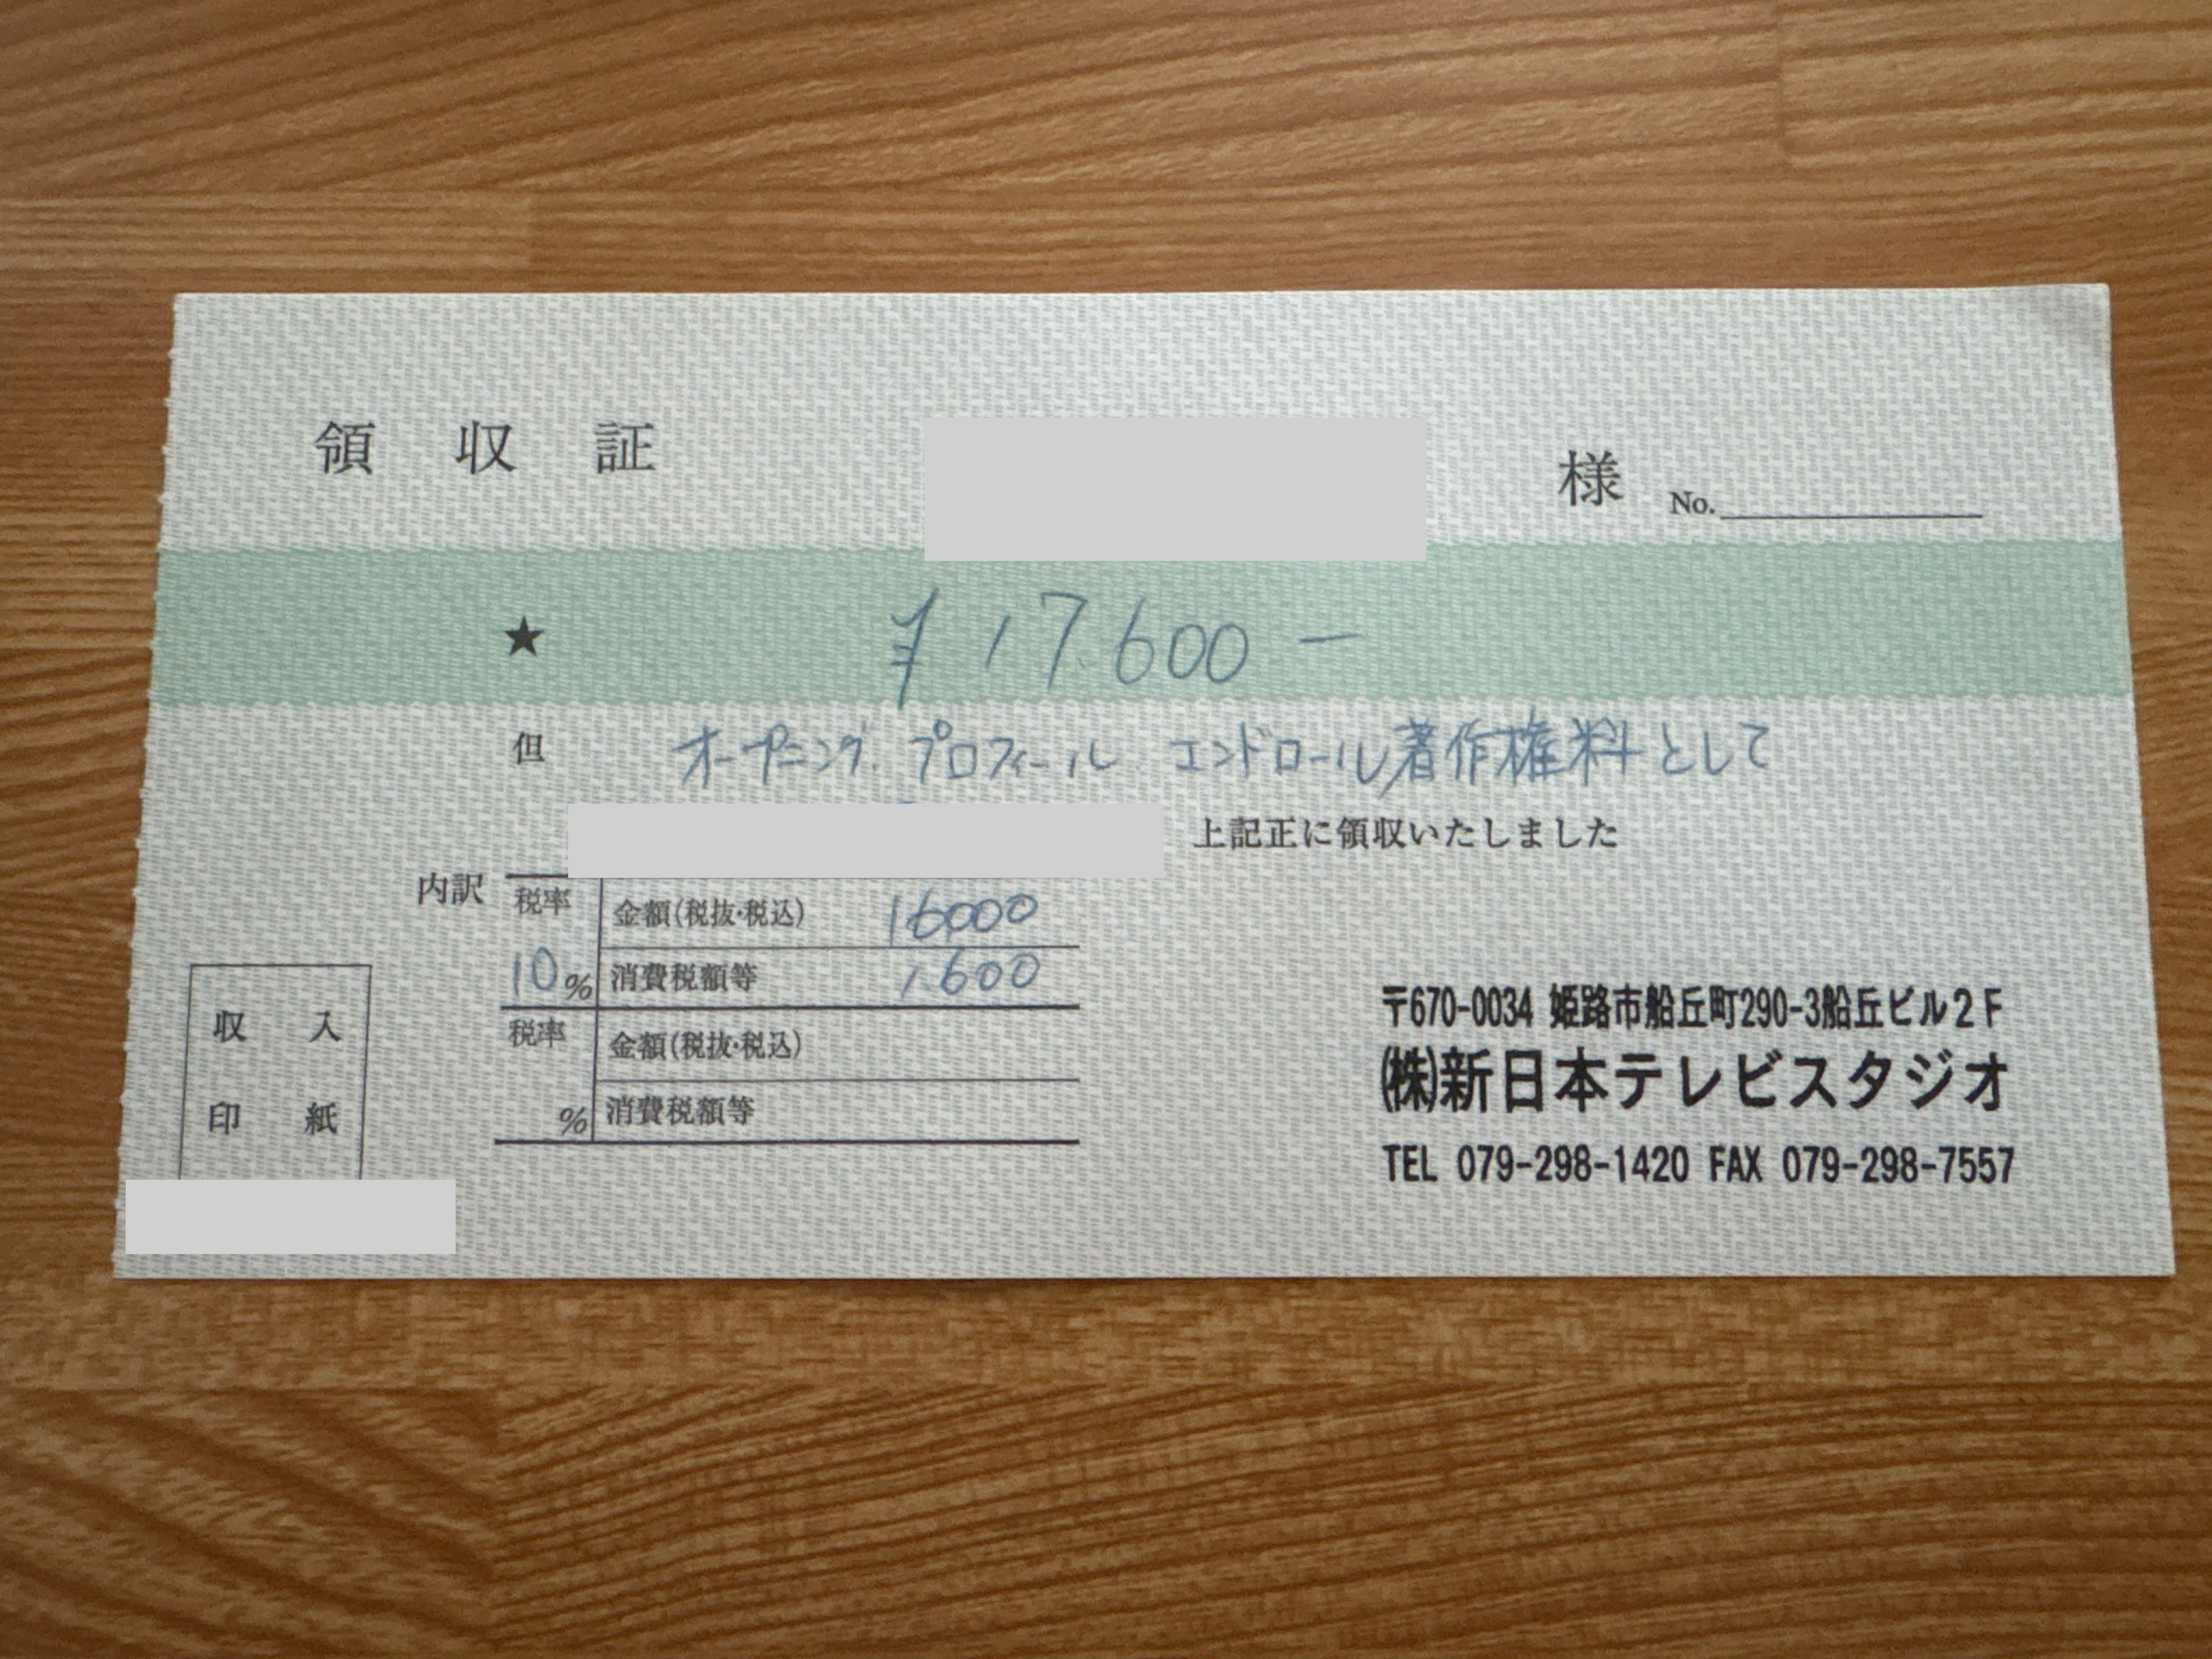 領収証 様 No.
★ ¥17,600-
但 オープニング、プロフィール、エンドロール著作権料として
上記正に領収いたしました
内訳
税率 金額(税抜・税込) 16000
10% 消費税額等 1,600
税率 金額(税抜・税込)
% 消費税額等
収入
印紙
〒670-0034 姫路市船丘町290-3船丘ビル2F
㈱新日本テレビスタジオ
TEL 079-298-1420 FAX 079-298-7557